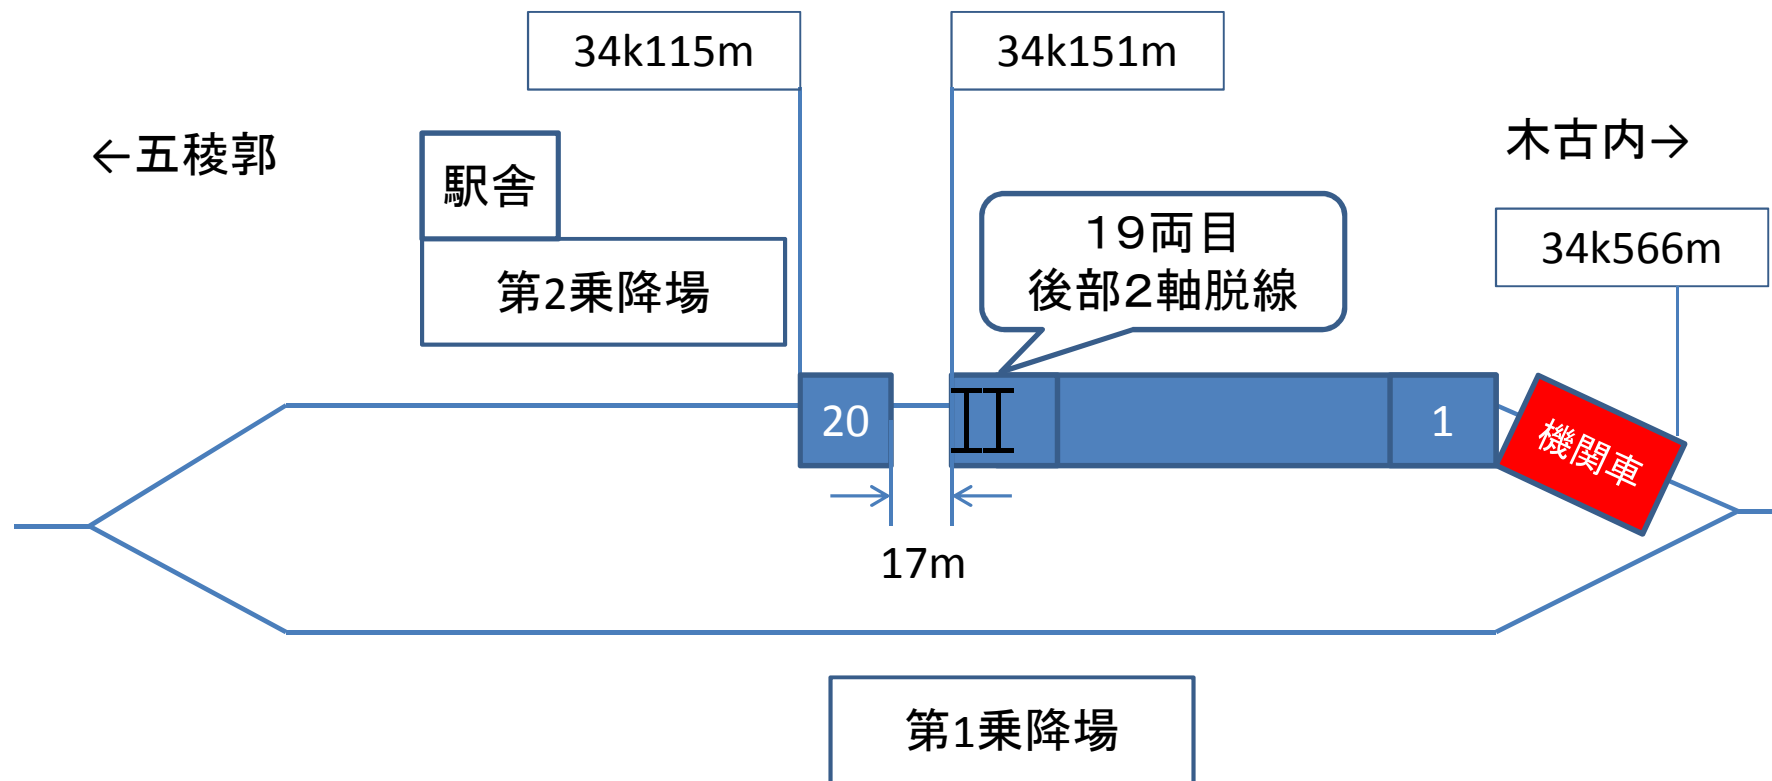 34k115m
34k151m
←五稜郭
木古内→
駅舎
１９両目
後部２軸脱線
34k566m
第2乗降場
20
1
機関車
17m
第1乗降場